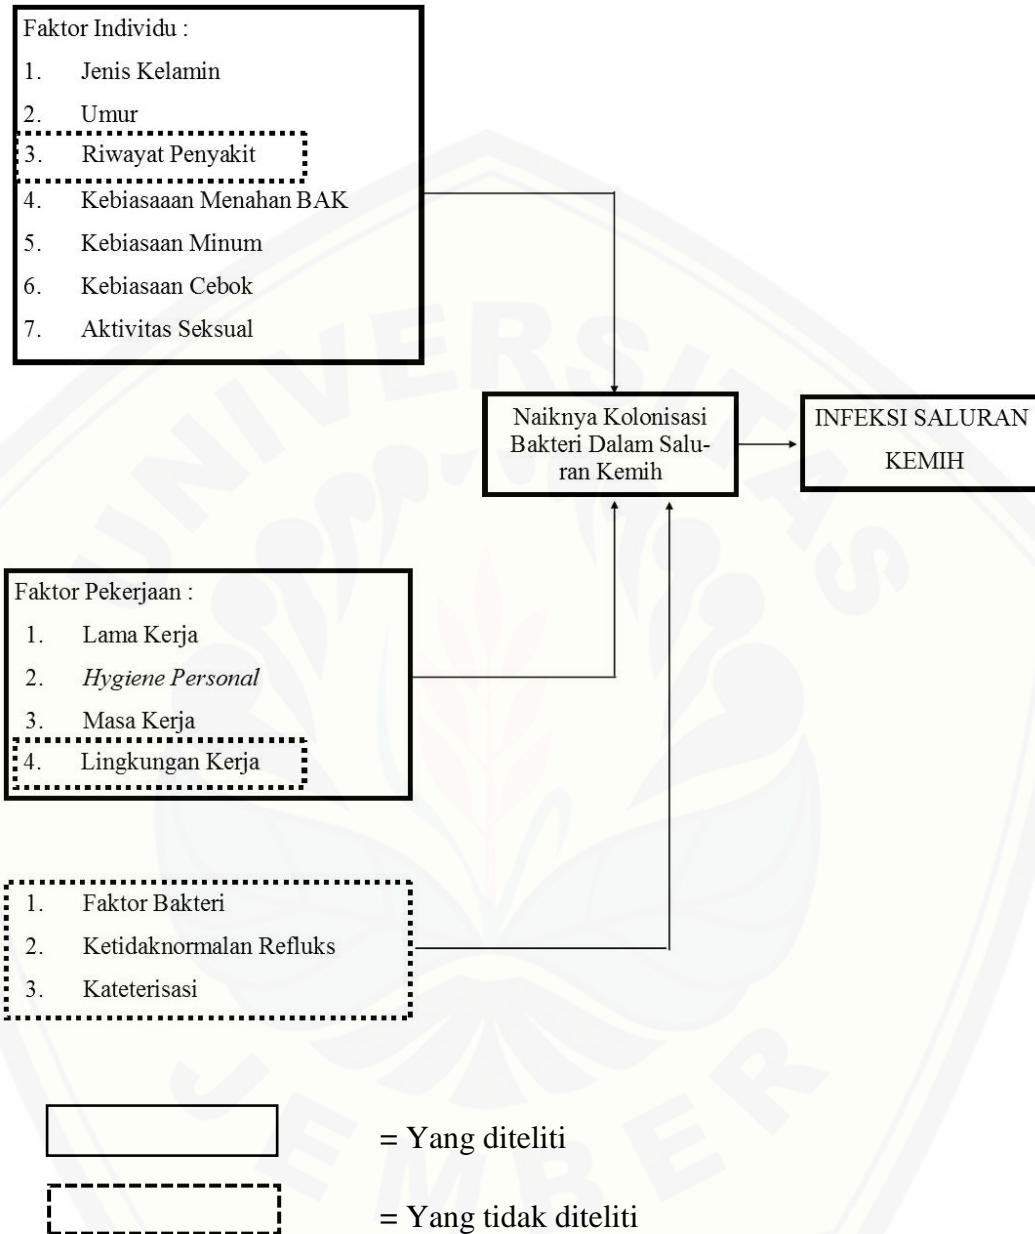 Faktor Individu :
1. Jenis Kelamin
2. Umur
3. Riwayat Penyakit
4. Kebiasaaan Menahan BAK
5. Kebiasaan Minum
6. Kebiasaan Cebok
7. Aktivitas Seksual
Naiknya Kolonisasi
Bakteri Dalam Salu-
ran Kemih
INFEKSI SALURAN
KEMIH
Faktor Pekerjaan :
1. Lama Kerja
2. Hygiene Personal
3. Masa Kerja
4. Lingkungan Kerja
1. Faktor Bakteri
2. Ketidaknormalan Refluks
3. Kateterisasi
= Yang diteliti
= Yang tidak diteliti
UNIVERSITAS
JEMBER